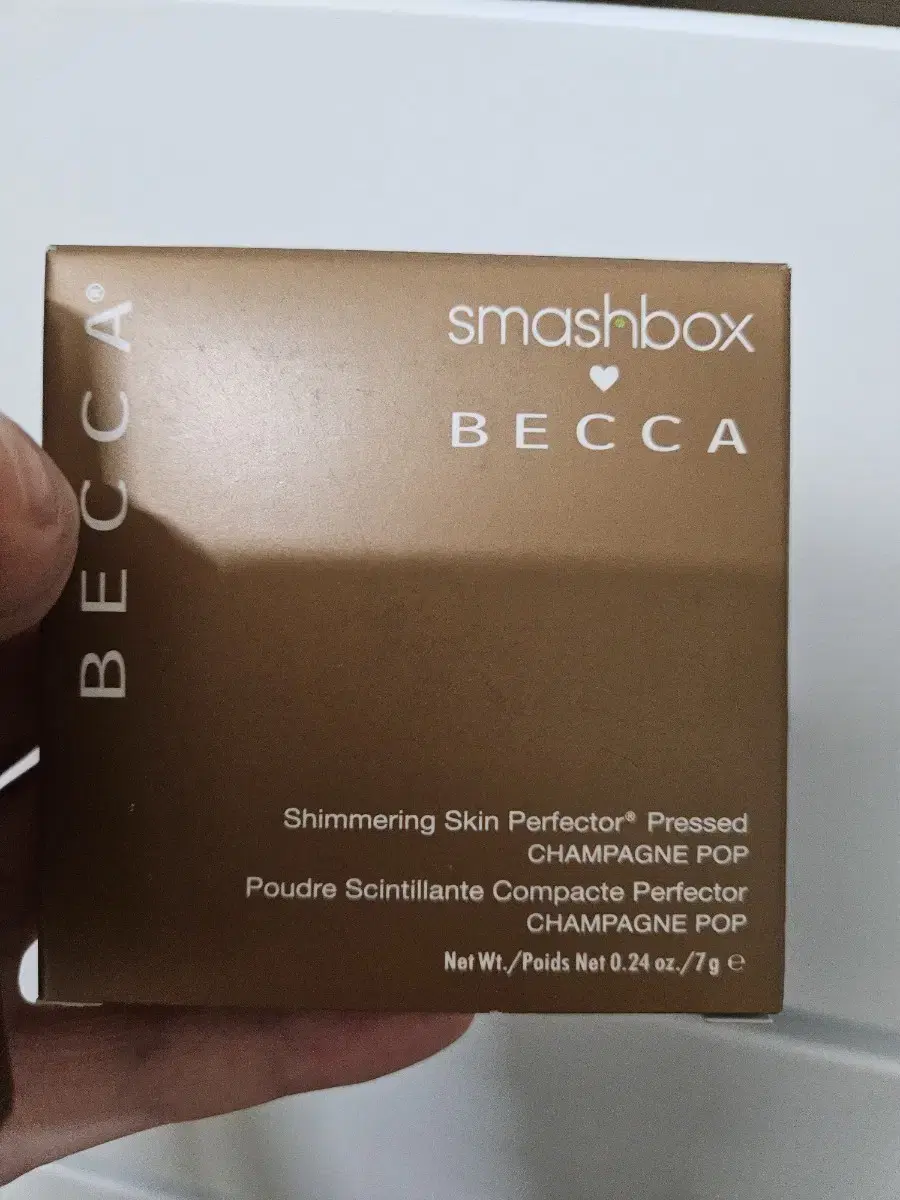 BECCA®
smashbox
♥
BECCA
Shimmering Skin Perfector® Pressed
CHAMPAGNE POP
Poudre Scintillante Compacte Perfector
CHAMPAGNE POP
Net Wt./Poids Net 0.24 oz./7 g ℮